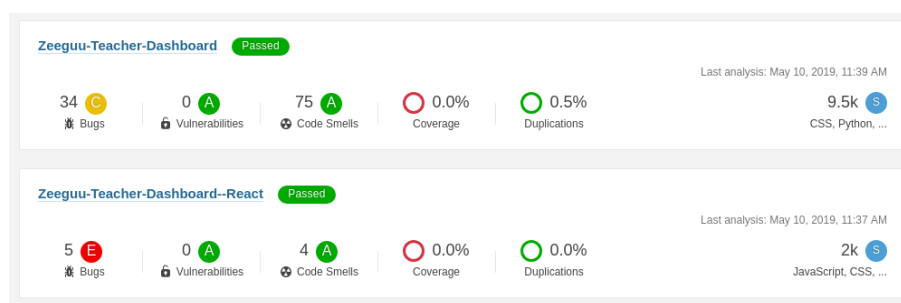 Zeeguu-Teacher-Dashboard Passed
Last analysis: May 10, 2019, 11:39 AM
34 C 0 A 75 A 0.0% 0.5% 9.5k S
Bugs Vulnerabilities Code Smells Coverage Duplications CSS, Python, ...
Zeeguu-Teacher-Dashboard--React Passed
Last analysis: May 10, 2019, 11:37 AM
5 E 0 A 4 A 0.0% 0.0% 2k S
Bugs Vulnerabilities Code Smells Coverage Duplications JavaScript, CSS, ...